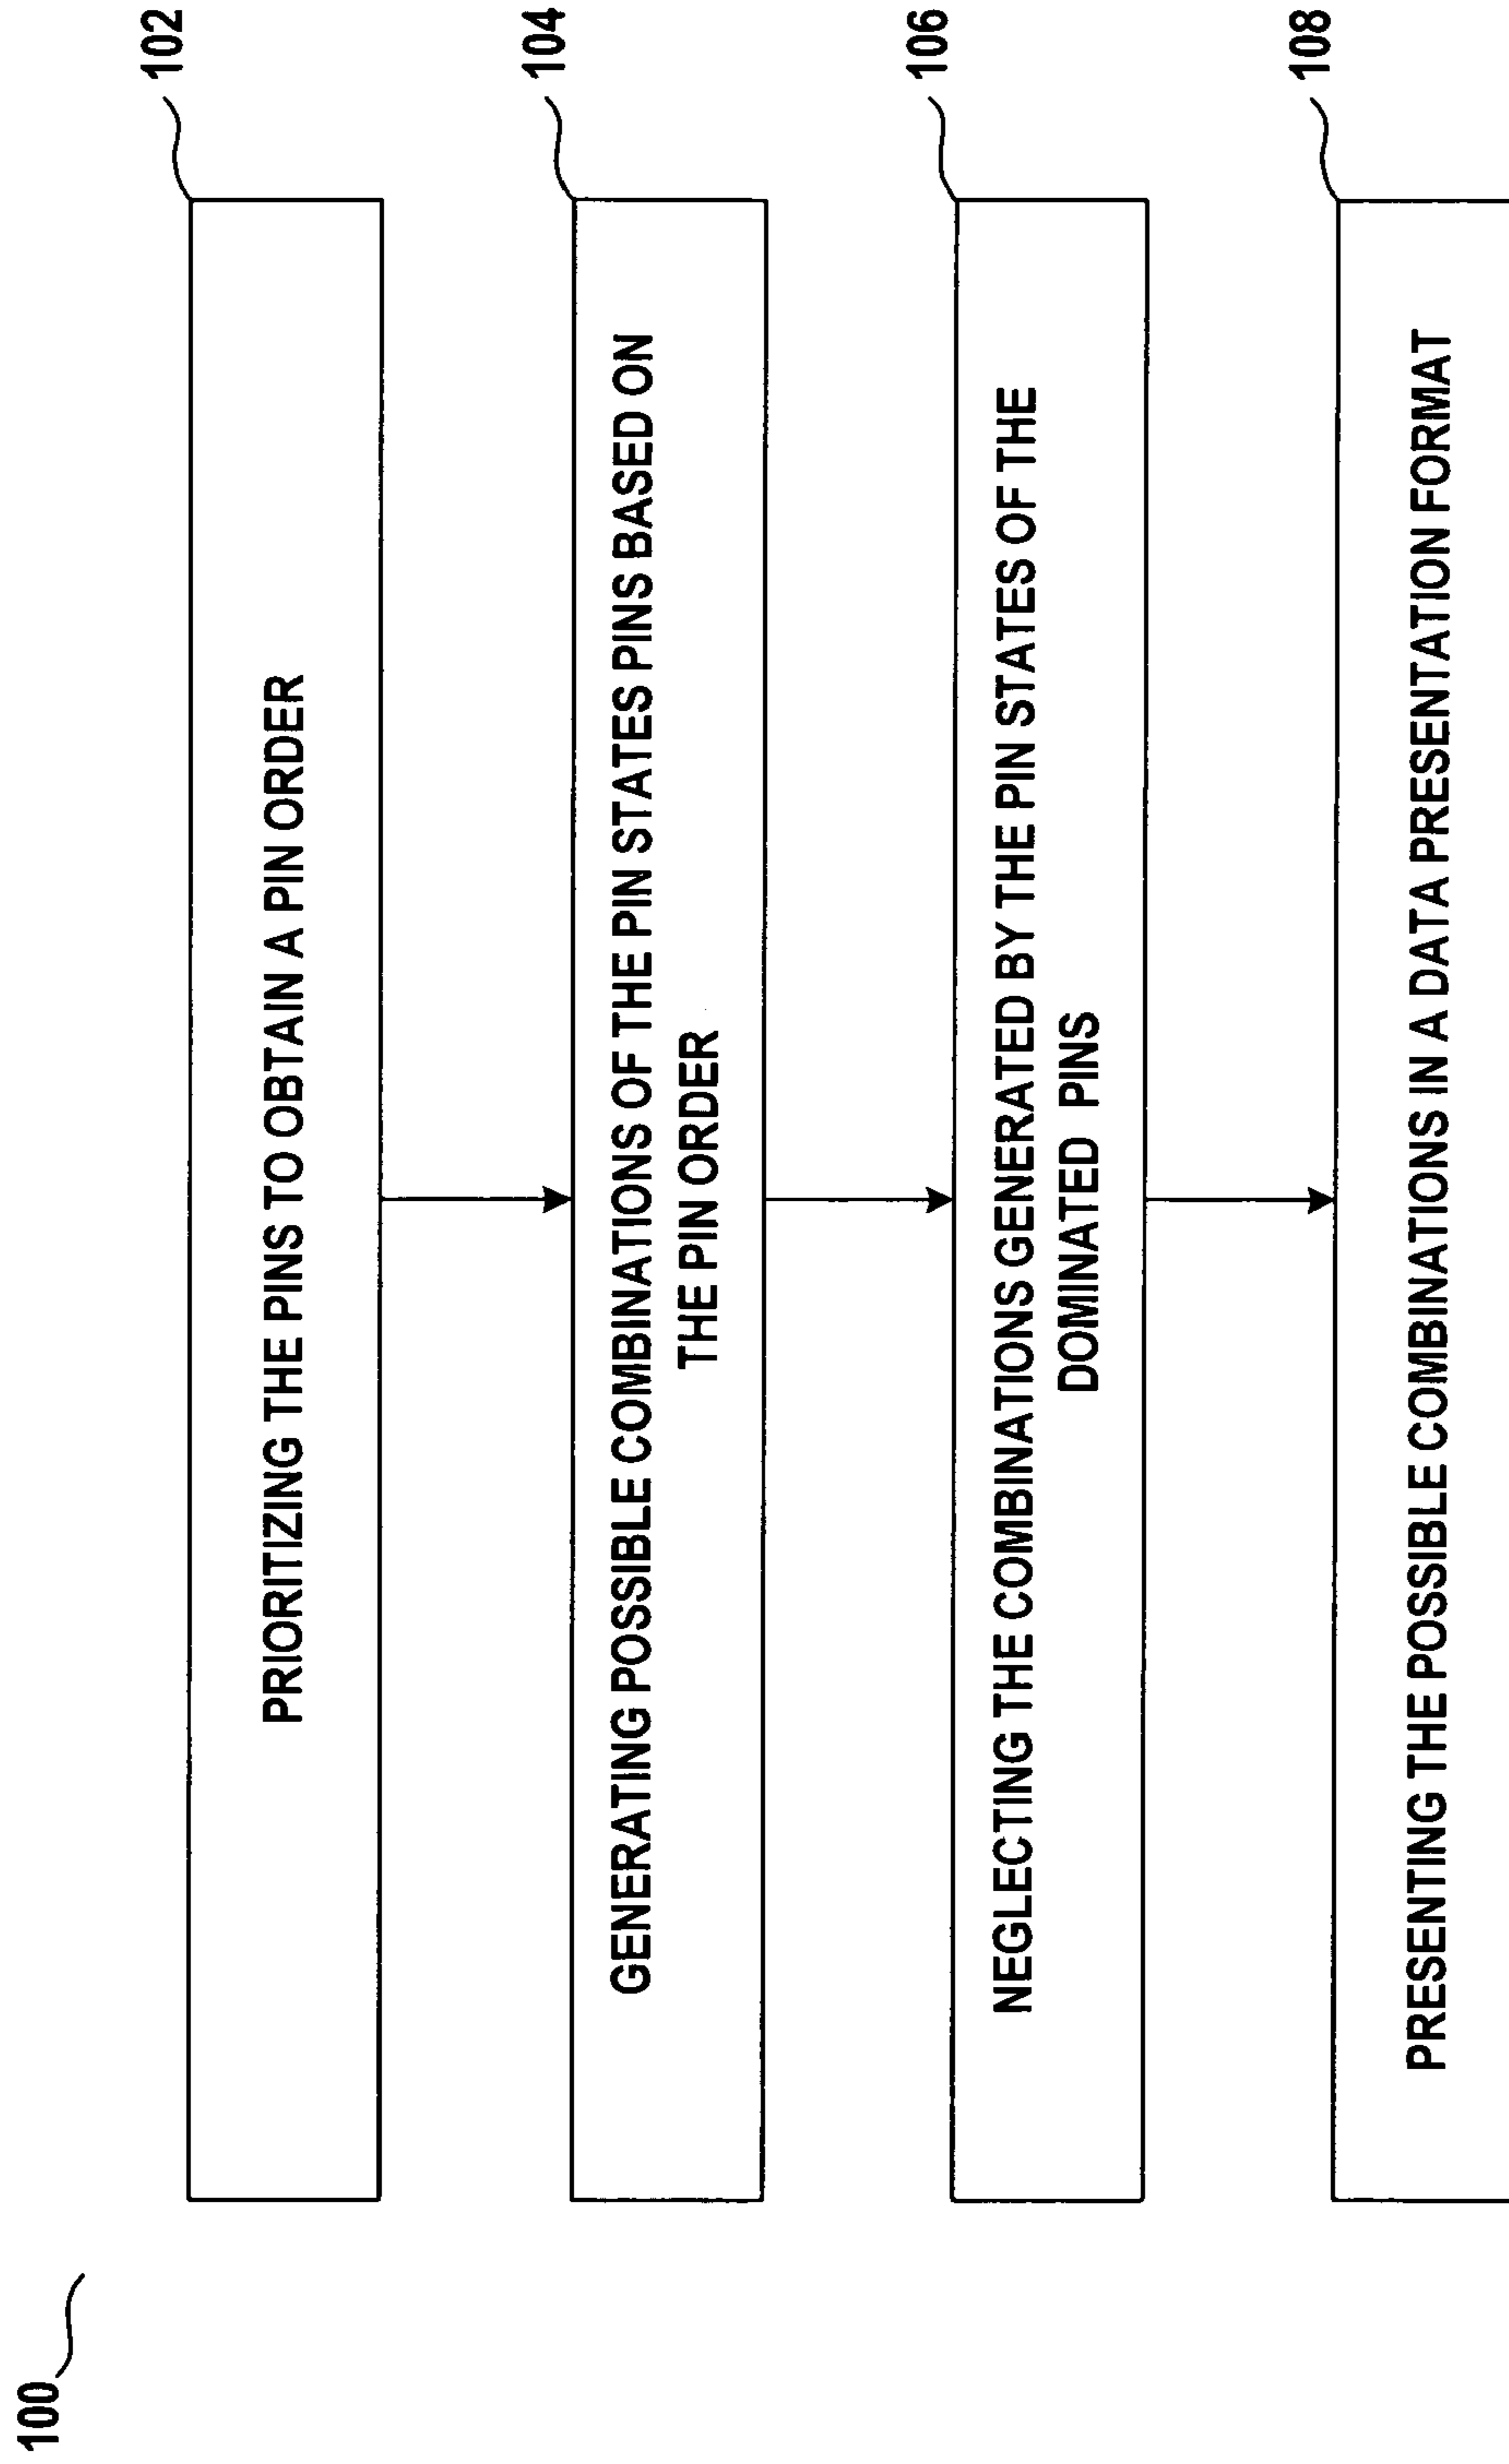 100
102
PRIORITIZING THE PINS TO OBTAIN A PIN ORDER
104
GENERATING POSSIBLE COMBINATIONS OF THE PIN STATES PINS BASED ON
THE PIN ORDER
106
NEGLECTING THE COMBINATIONS GENERATED BY THE PIN STATES OF THE
DOMINATED PINS
108
PRESENTING THE POSSIBLE COMBINATIONS IN A DATA PRESENTATION FORMAT